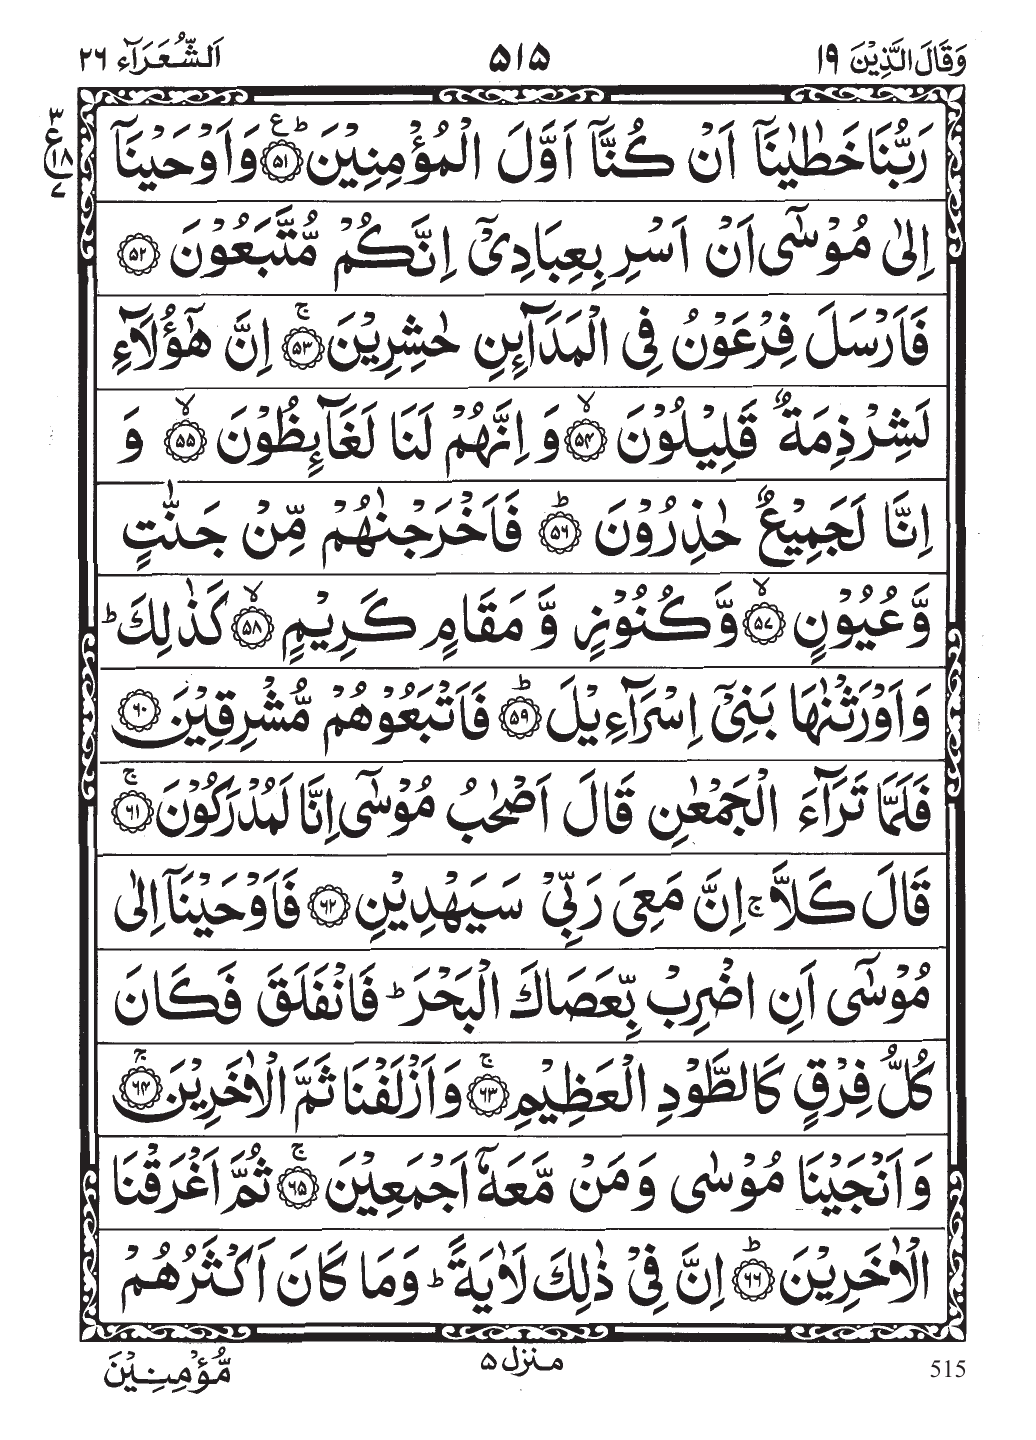 وَقَالَ الَّذِيْنَ ١٩
٥١٥
اَلشُّعَرَآء ٢٦
٣
ع
١٨
٧
رَبُّنَا خَطٰيٰنَآ اَنْ كُنَّآ اَوَّلَ الْمُؤْمِنِيْنَ ؕ ع ٥١ وَاَوْحَيْنَآ
اِلٰى مُوْسٰٓى اَنْ اَسْرِ بِعِبَادِيْٓ اِنَّكُمْ مُّتَّبَعُوْنَ ٥٢
فَاَرْسَلَ فِرْعَوْنُ فِى الْمَدَآئِنِ حٰشِرِيْنَ ۚ ٥٣ اِنَّ هٰٓؤُلَآءِ
لَشِرْذِمَةٌ قَلِيْلُوْنَ ۙ ٥٤ وَ اِنَّهُمْ لَنَا لَغَآئِظُوْنَ ۙ ٥٥ وَ
اِنَّا لَجَمِيْعٌ حٰذِرُوْنَ ؕ ٥٦ فَاَخْرَجْنٰهُمْ مِّنْ جَنّٰتٍ
وَّعُيُوْنٍ ۙ ٥٧ وَّكُنُوْزٍ وَّ مَقَامٍ كَرِيْمٍ ۙ ٥٨ كَذٰلِكَ ؕ
وَاَوْرَثْنٰهَا بَنِيْٓ اِسْرَآءِيْلَ ؕ ٥٩ فَاَتْبَعُوْهُمْ مُّشْرِقِيْنَ ٦٠
فَلَمَّا تَرَآءَ الْجَمْعٰنِ قَالَ اَصْحٰبُ مُوْسٰٓى اِنَّا لَمُدْرَكُوْنَ ۚ ٦١
قَالَ كَلَّا ۚ اِنَّ مَعِىَ رَبِّيْ سَيَهْدِيْنِ ٦٢ فَاَوْحَيْنَآ اِلٰى
مُوْسٰٓى اَنِ اضْرِبْ بِّعَصَاكَ الْبَحْرَ ؕ فَانْفَلَقَ فَكَانَ
كُلُّ فِرْقٍ كَالطَّوْدِ الْعَظِيْمِ ۚ ٦٣ وَاَزْلَفْنَا ثَمَّ الْاٰخَرِيْنَ ۚ ٦٤
وَاَنْجَيْنَا مُوْسٰى وَمَنْ مَّعَهٗٓ اَجْمَعِيْنَ ۚ ٦٥ ثُمَّ اَغْرَقْنَا
الْاٰخَرِيْنَ ؕ ٦٦ اِنَّ فِيْ ذٰلِكَ لَاٰيَةً ؕ وَمَا كَانَ اَكْثَرُهُمْ
مُّؤْمِنِيْنَ
منزل ٥
515